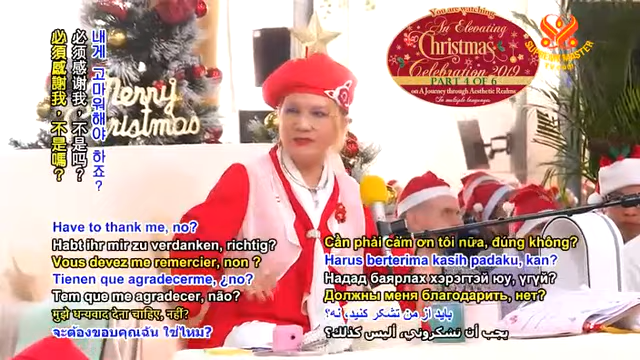 You are watching
An Elevating
Christmas
Celebration 2019
PART 4 OF 6
on A Journey through Aesthetic Realms
In multiple languages
SUPREME MASTER
Merry
Christmas
내게 고마워해야 하죠?
必须感谢我，不是吗？
必須感謝我，不是嗎？
Have to thank me, no?
Habt ihr mir zu verdanken, richtig?
Vous devez me remercier, non ?
Tienen que agradecerme, ¿no?
Tem que me agradecer, não?
मुझे धन्यवाद देना चाहिए, नहीं?
จะต้องขอบคุณฉัน ใช่ไหม?
Cần phải cảm ơn tôi nữa, đúng không?
Harus berterima kasih padaku, kan?
Надад баярлах хэрэгтэй юу, үгүй?
Должны меня благодарить, нет?
باید از من تشکر کنید، نه؟
يجب أن تشكروني، أليس كذلك؟